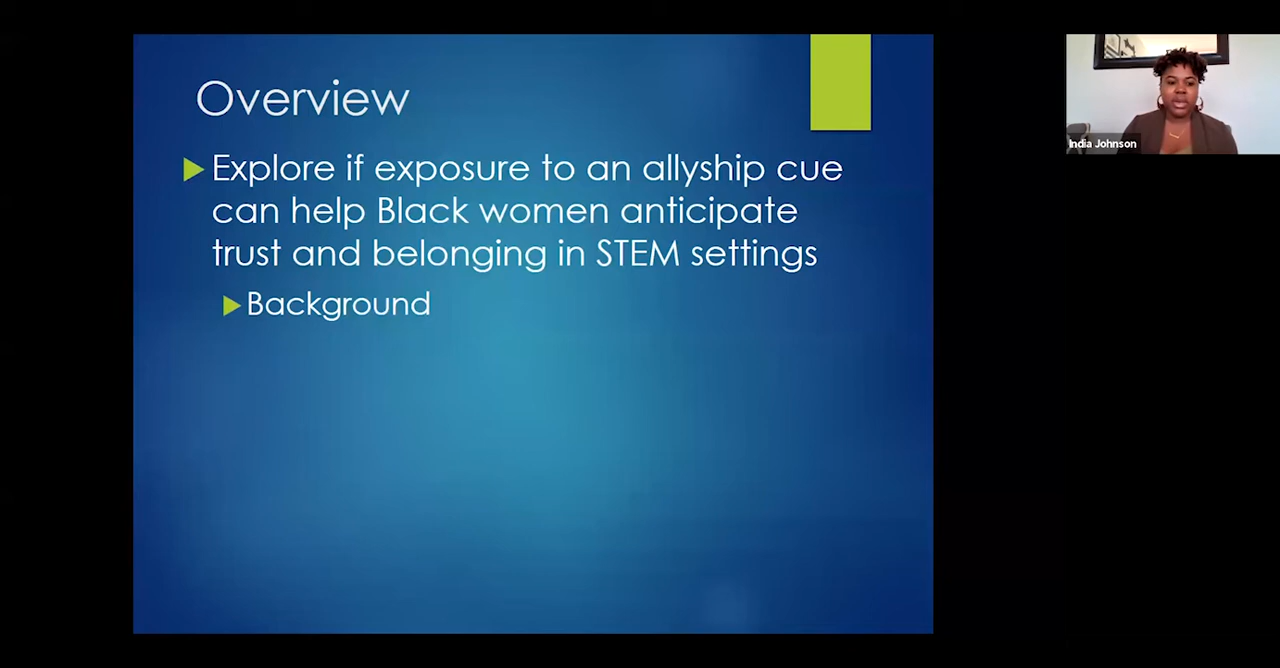 Overview
Explore if exposure to an allyship cue
can help Black women anticipate
trust and belonging in STEM settings
Background
India Johnson